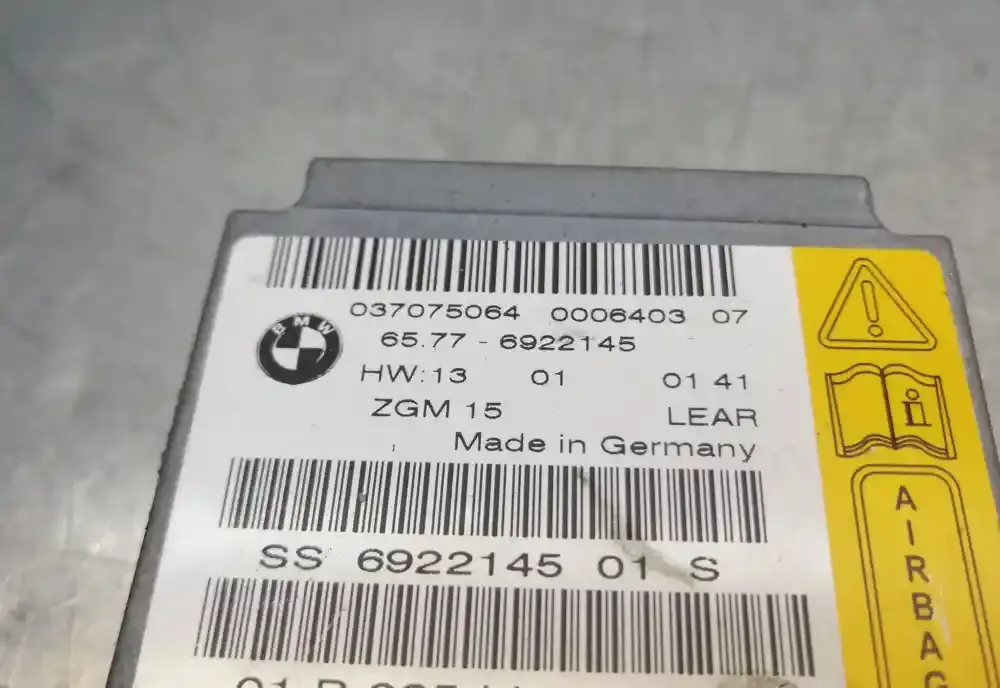 037075064 0006403 07
BMW
65.77 - 6922145
HW:13 01 01 41
ZGM 15 LEAR
Made in Germany
SS 6922145 01 S
AIRBAG